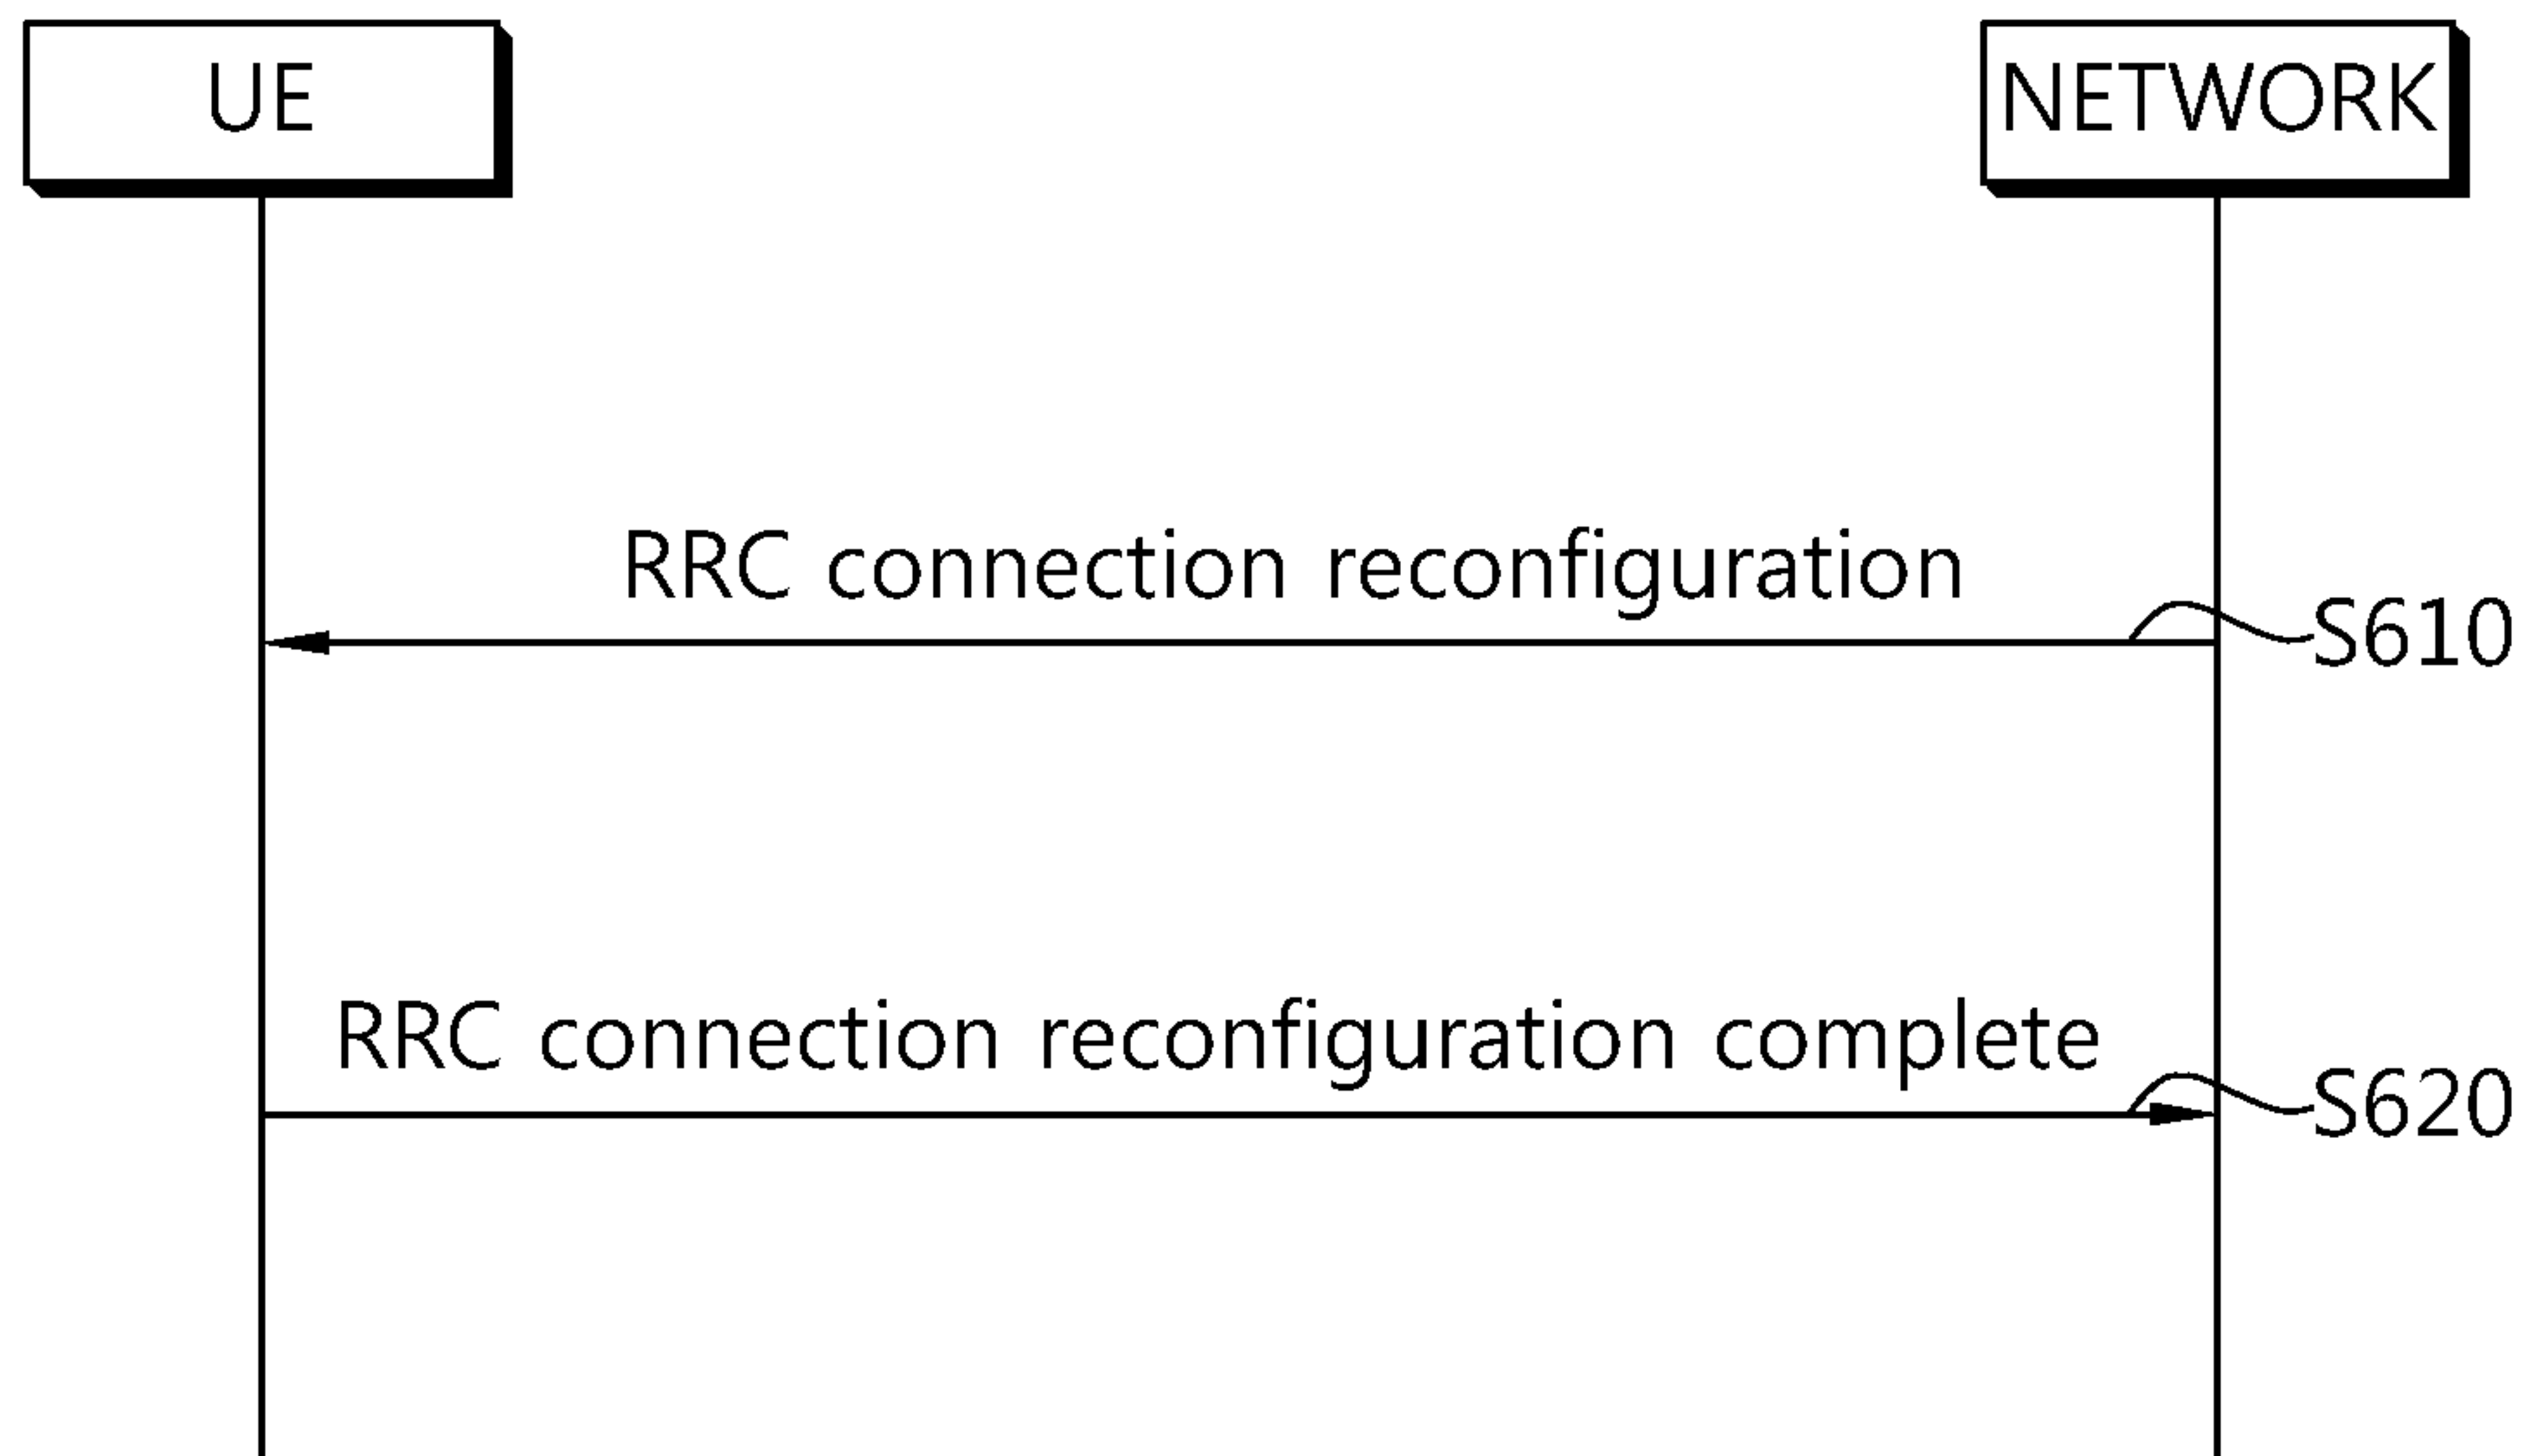 UE
NETWORK
RRC connection reconfiguration
S610
RRC connection reconfiguration complete
S620